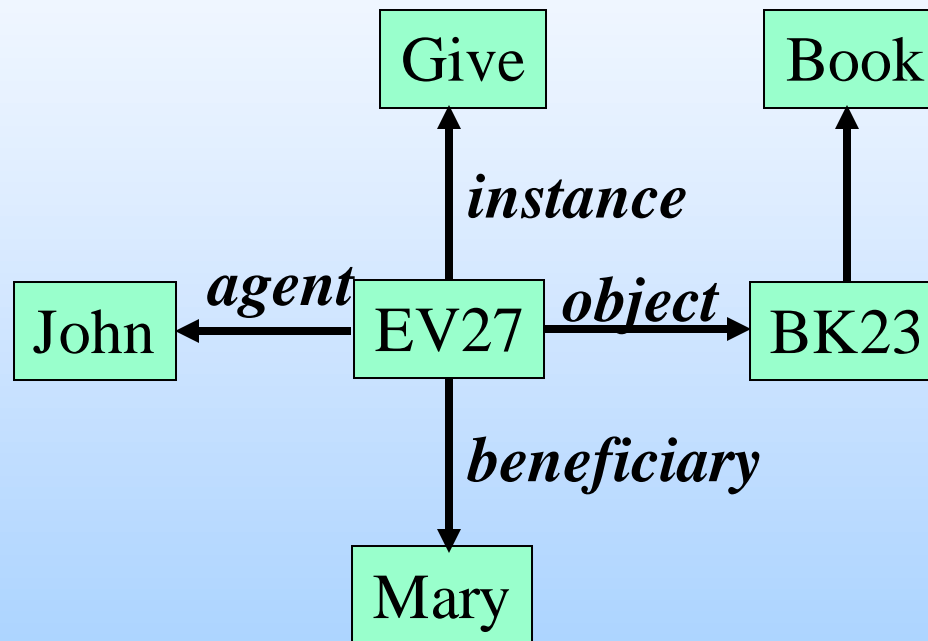 Give
Book
instance
agent
object
John
EV27
BK23
beneficiary
Mary